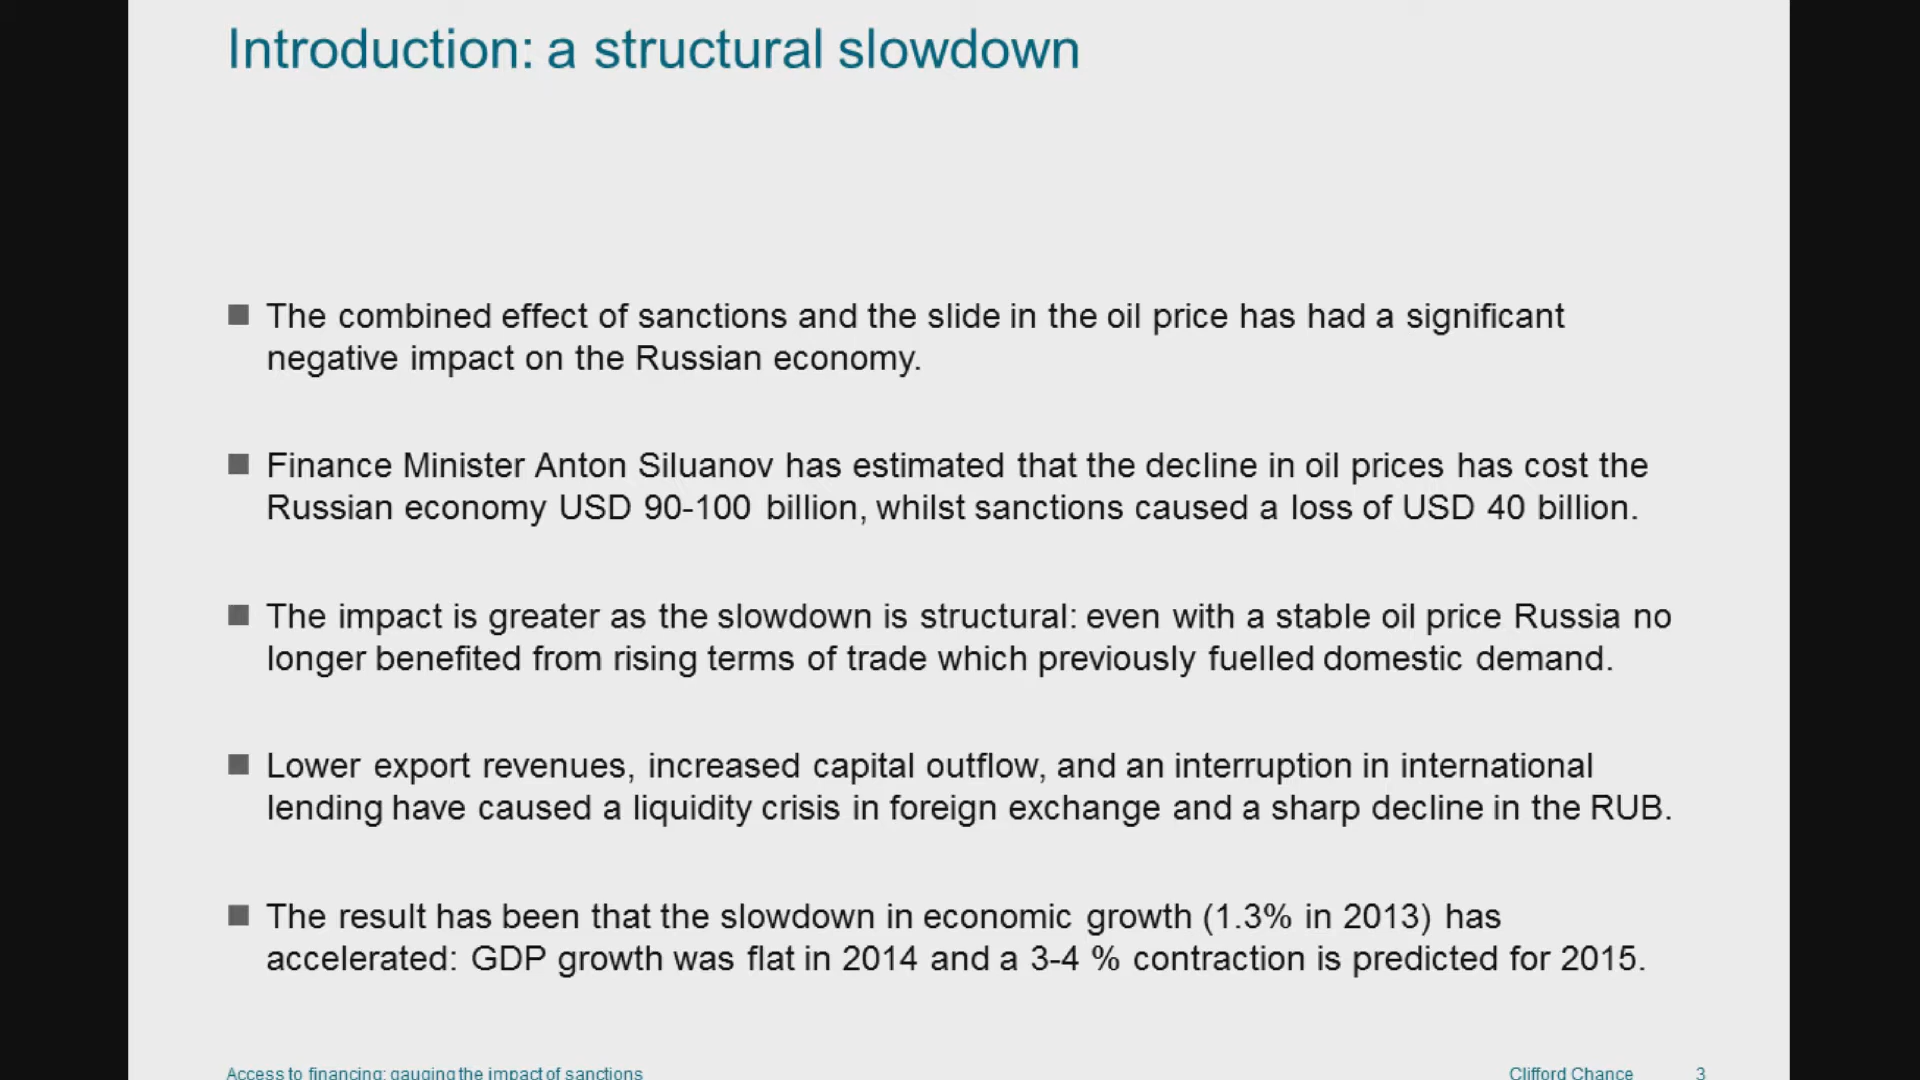 Introduction: a structural slowdown
The combined effect of sanctions and the slide in the oil price has had a significant
negative impact on the Russian economy.
Finance Minister Anton Siluanov has estimated that the decline in oil prices has cost the
Russian economy USD 90-100 billion, whilst sanctions caused a loss of USD 40 billion.
The impact is greater as the slowdown is structural: even with a stable oil price Russia no
longer benefited from rising terms of trade which previously fuelled domestic demand.
Lower export revenues, increased capital outflow, and an interruption in international
lending have caused a liquidity crisis in foreign exchange and a sharp decline in the RUB.
The result has been that the slowdown in economic growth (1.3% in 2013) has
accelerated: GDP growth was flat in 2014 and a 3-4 % contraction is predicted for 2015.
Access to financing: gauging the impact of sanctions
Clifford Chance 3